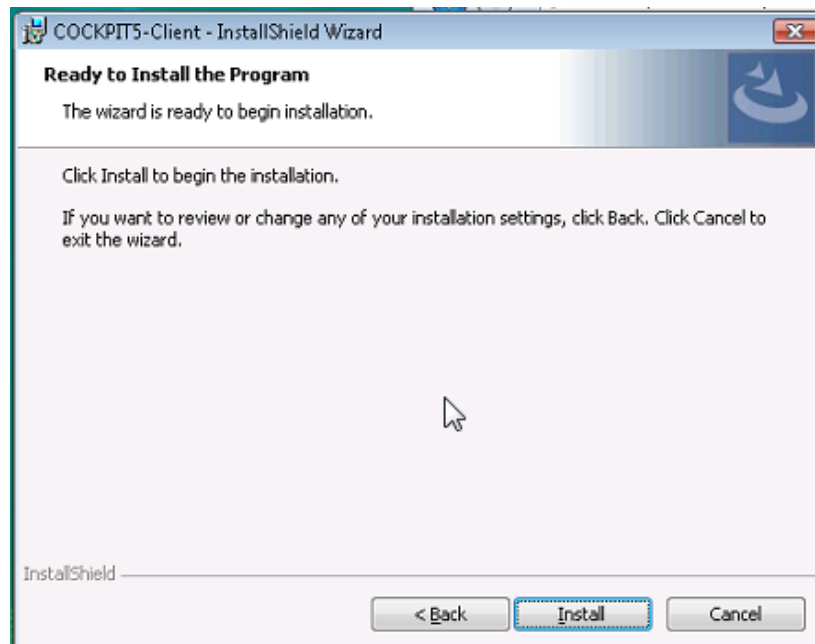 COCKPIT5-Client - InstallShield Wizard
Ready to Install the Program
The wizard is ready to begin installation.
Click Install to begin the installation.
If you want to review or change any of your installation settings, click Back. Click Cancel to
exit the wizard.
InstallShield
< Back
Install
Cancel